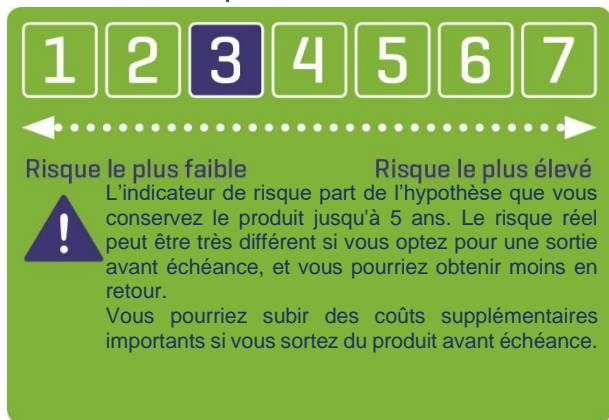 1 2 3 4 5 6 7
Risque le plus faible Risque le plus élevé
! L'indicateur de risque part de l'hypothèse que vous
conservez le produit jusqu'à 5 ans. Le risque réel
peut être très différent si vous optez pour une sortie
avant échéance, et vous pourriez obtenir moins en
retour.
Vous pourriez subir des coûts supplémentaires
importants si vous sortez du produit avant échéance.